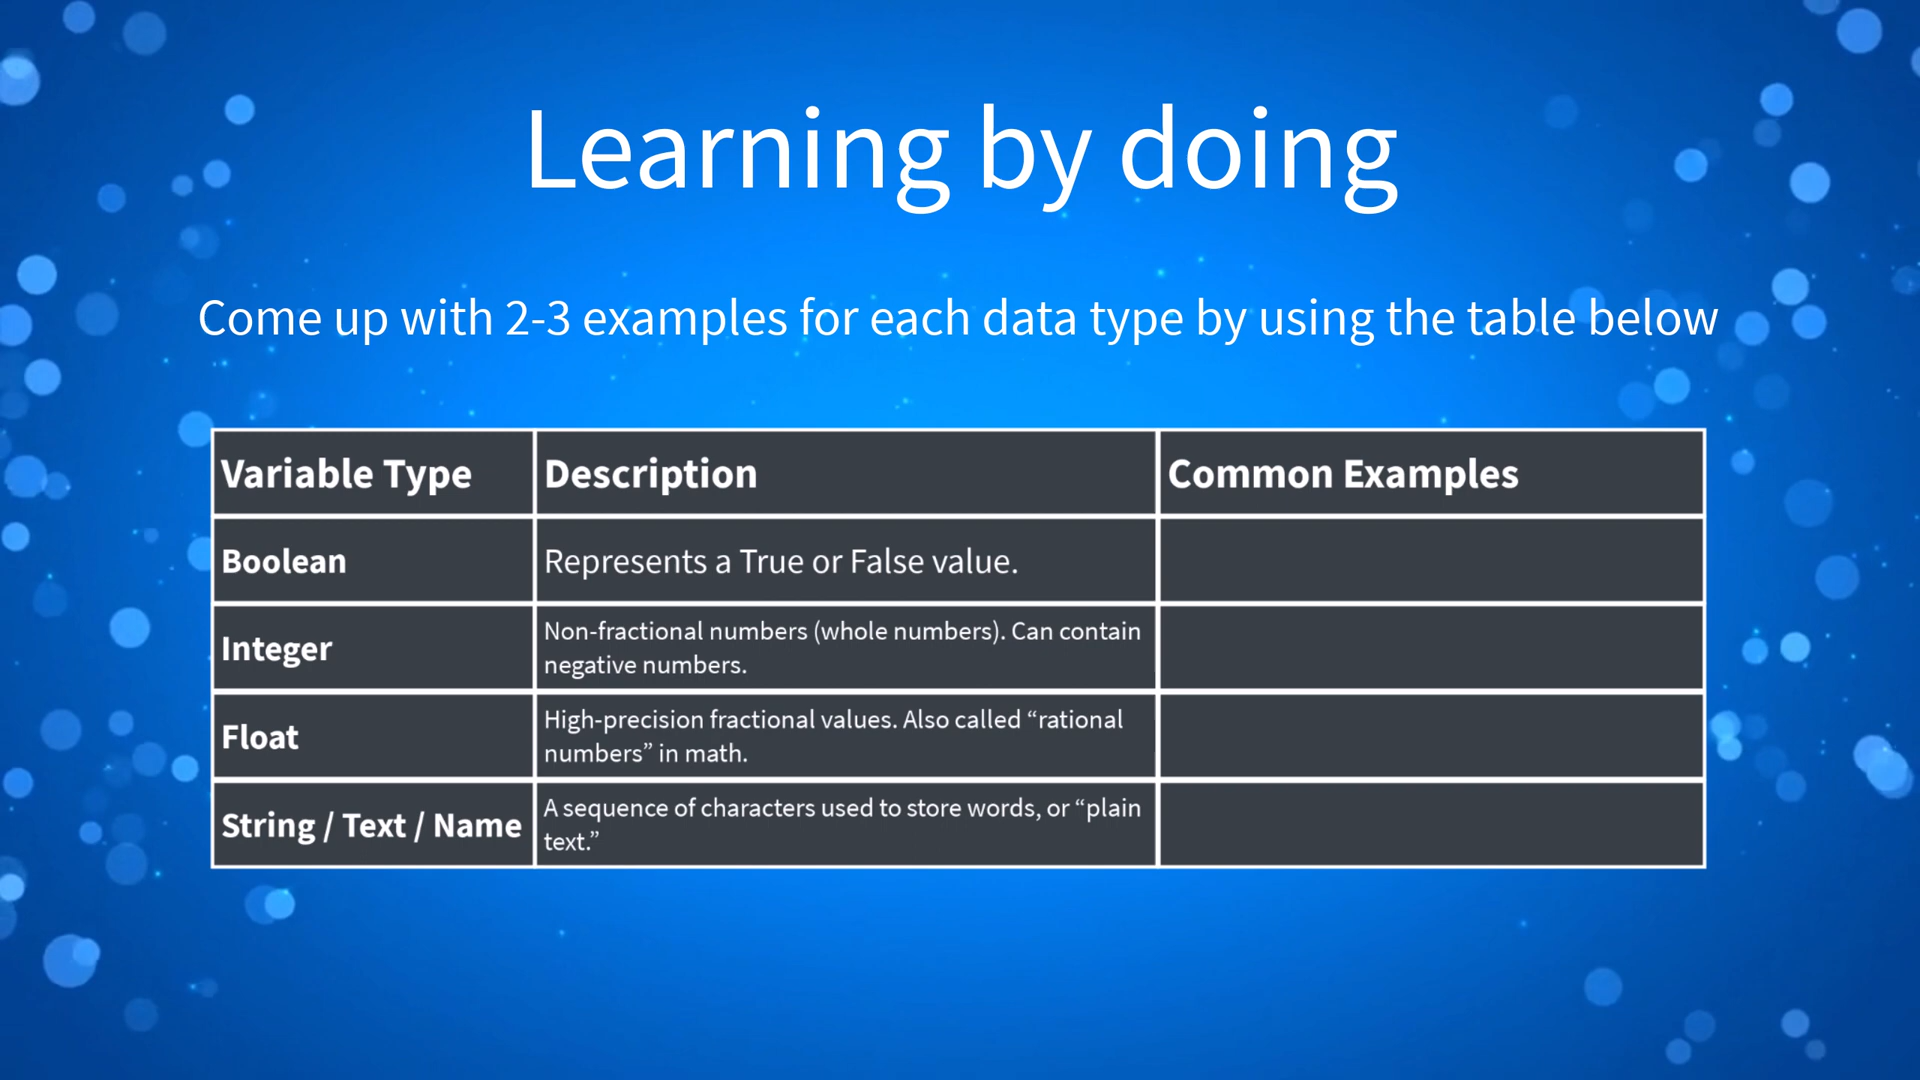 Learning by doing
Come up with 2-3 examples for each data type by using the table below
Variable Type
Description
Common Examples
Boolean
Represents a True or False value.
Integer
Non-fractional numbers (whole numbers). Can contain
negative numbers.
Float
High-precision fractional values. Also called “rational
numbers” in math.
String / Text / Name
A sequence of characters used to store words, or “plain
text.”